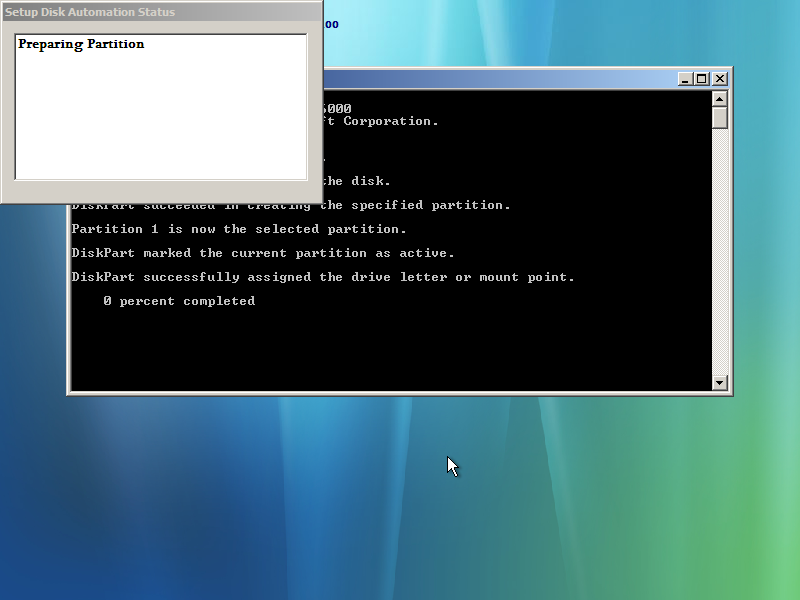 Setup Disk Automation Status
oo
Preparing Partition
6000
ft Corporation.
.
the disk.
DiskPart succeeded in creating the specified partition.
Partition 1 is now the selected partition.
DiskPart marked the current partition as active.
DiskPart successfully assigned the drive letter or mount point.
0 percent completed